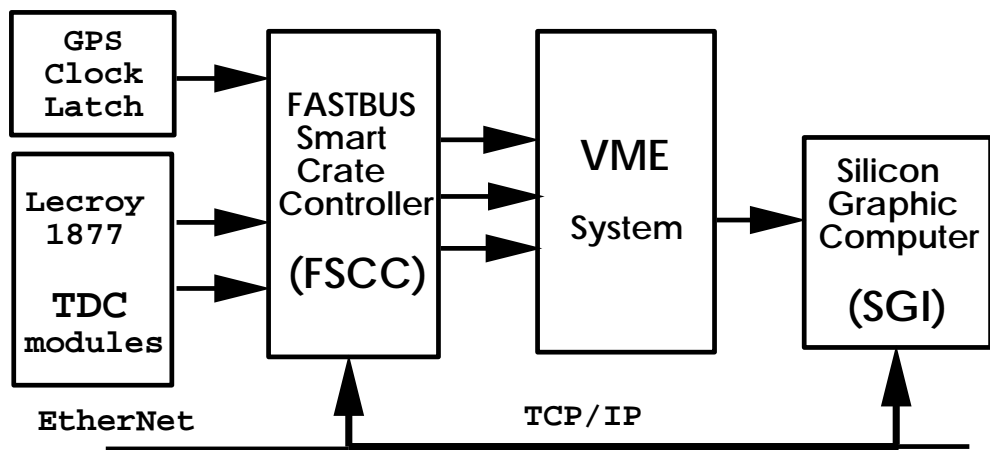 GPS
Clock
Latch
Lecroy
1877
TDC
modules
FASTBUS
Smart
Crate
Controller
(FSCC)
VME
System
Silicon
Graphic
Computer
(SGI)
EtherNet
TCP/IP